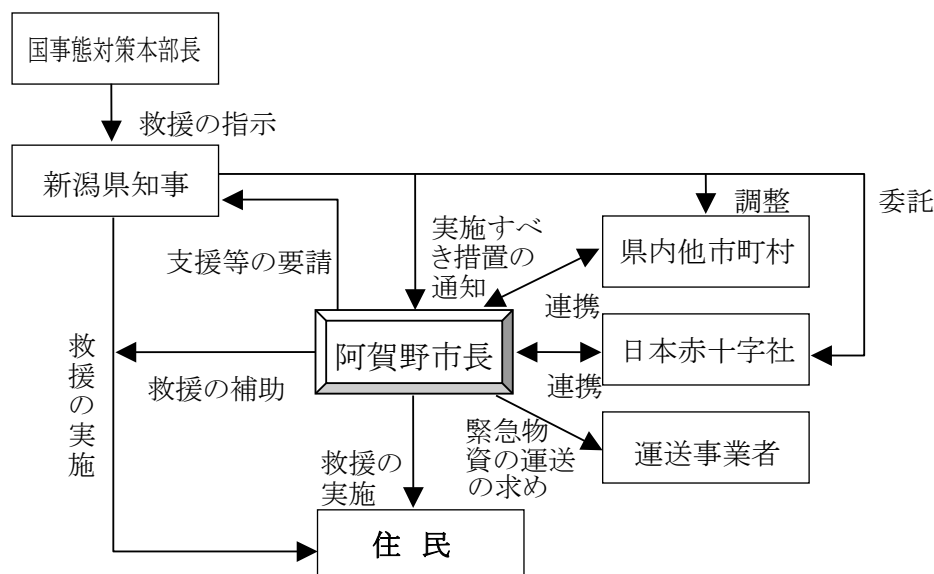 国事態対策本部長
救援の指示
新潟県知事
調整
委託
実施すべ
き措置の
通知
県内他市町村
支援等の要請
連携
阿賀野市長
日本赤十字社
連携
救援の実施
救援の補助
緊急物
資の運送
の求め
運送事業者
救援の
実施
住 民